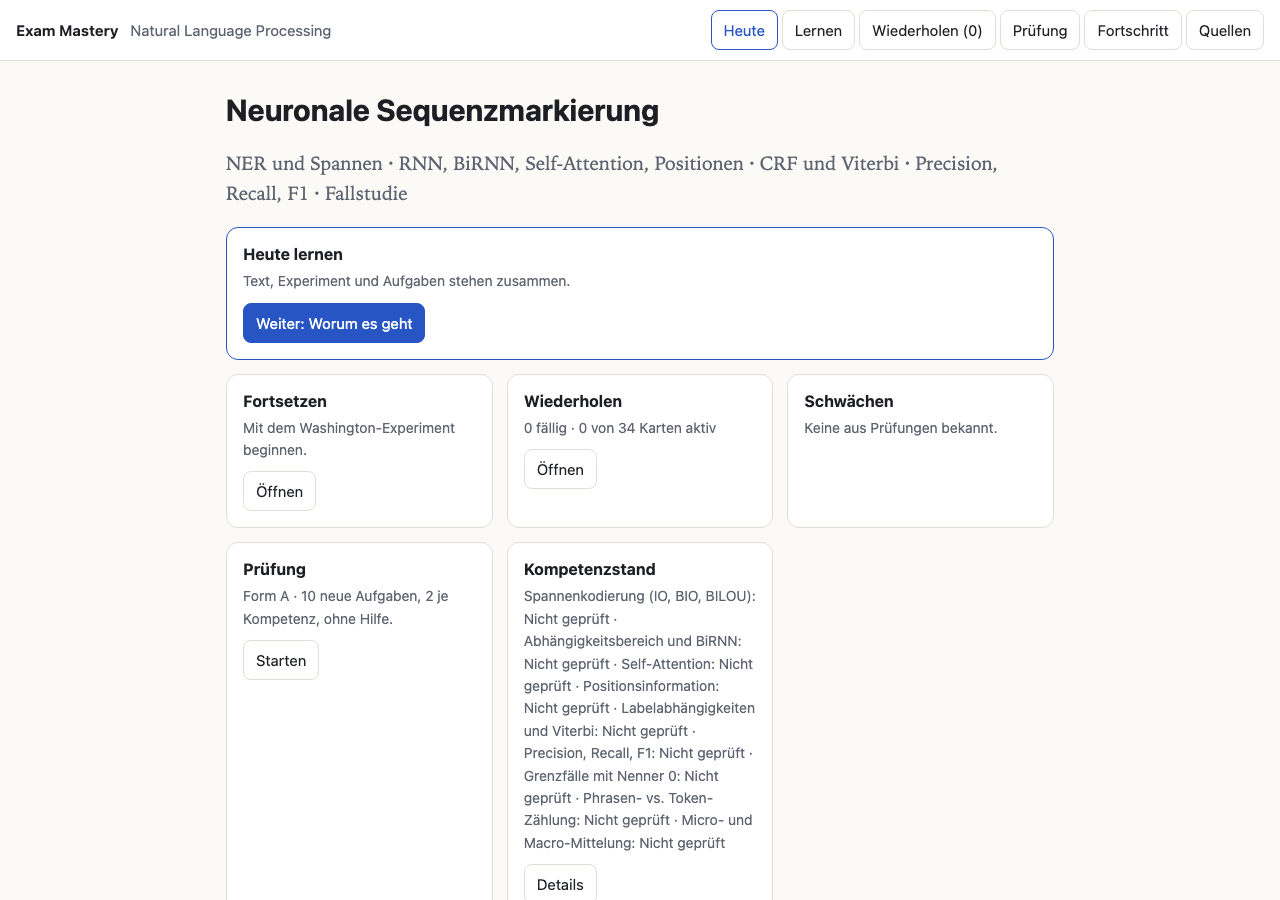 Exam Mastery Natural Language Processing
Heute Lernen Wiederholen (0) Prüfung Fortschritt Quellen
Neuronale Sequenzmarkierung
NER und Spannen · RNN, BiRNN, Self-Attention, Positionen · CRF und Viterbi · Precision,
Recall, F1 · Fallstudie
Heute lernen
Text, Experiment und Aufgaben stehen zusammen.
Weiter: Worum es geht
Fortsetzen
Mit dem Washington-Experiment
beginnen.
Öffnen
Wiederholen
0 fällig · 0 von 34 Karten aktiv
Öffnen
Schwächen
Keine aus Prüfungen bekannt.
Prüfung
Form A · 10 neue Aufgaben, 2 je
Kompetenz, ohne Hilfe.
Starten
Kompetenzstand
Spannenkodierung (IO, BIO, BILOU):
Nicht geprüft ·
Abhängigkeitsbereich und BiRNN:
Nicht geprüft · Self-Attention: Nicht
geprüft · Positionsinformation:
Nicht geprüft · Labelabhängigkeiten
und Viterbi: Nicht geprüft ·
Precision, Recall, F1: Nicht geprüft ·
Grenzfälle mit Nenner 0: Nicht
geprüft · Phrasen- vs. Token-
Zählung: Nicht geprüft · Micro- und
Macro-Mittelung: Nicht geprüft
Details